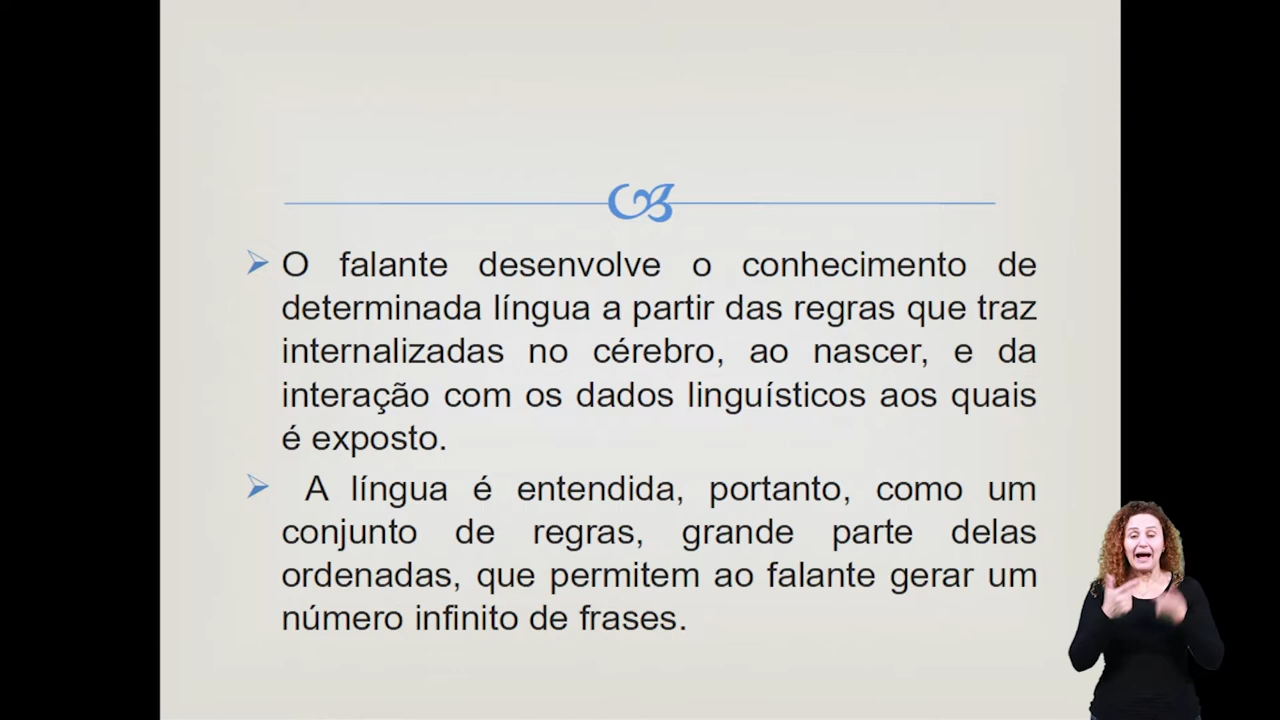 O falante desenvolve o conhecimento de
determinada língua a partir das regras que traz
internalizadas no cérebro, ao nascer, e da
interação com os dados linguísticos aos quais
é exposto.
A língua é entendida, portanto, como um
conjunto de regras, grande parte delas
ordenadas, que permitem ao falante gerar um
número infinito de frases.